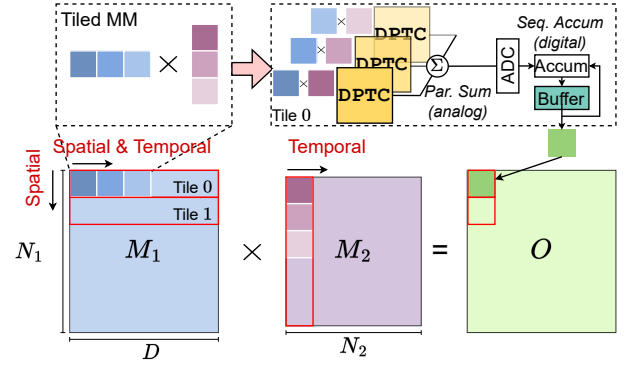 Tiled MM
×
×
×
×
DPTC
DPTC
DPTC
Tile 0
Σ
Par. Sum
(analog)
ADC
Seq. Accum
(digital)
Accum
Buffer
Spatial & Temporal
Spatial
Temporal
Tile 0
Tile 1
N₁
M₁
×
M₂
=
O
D
N₂